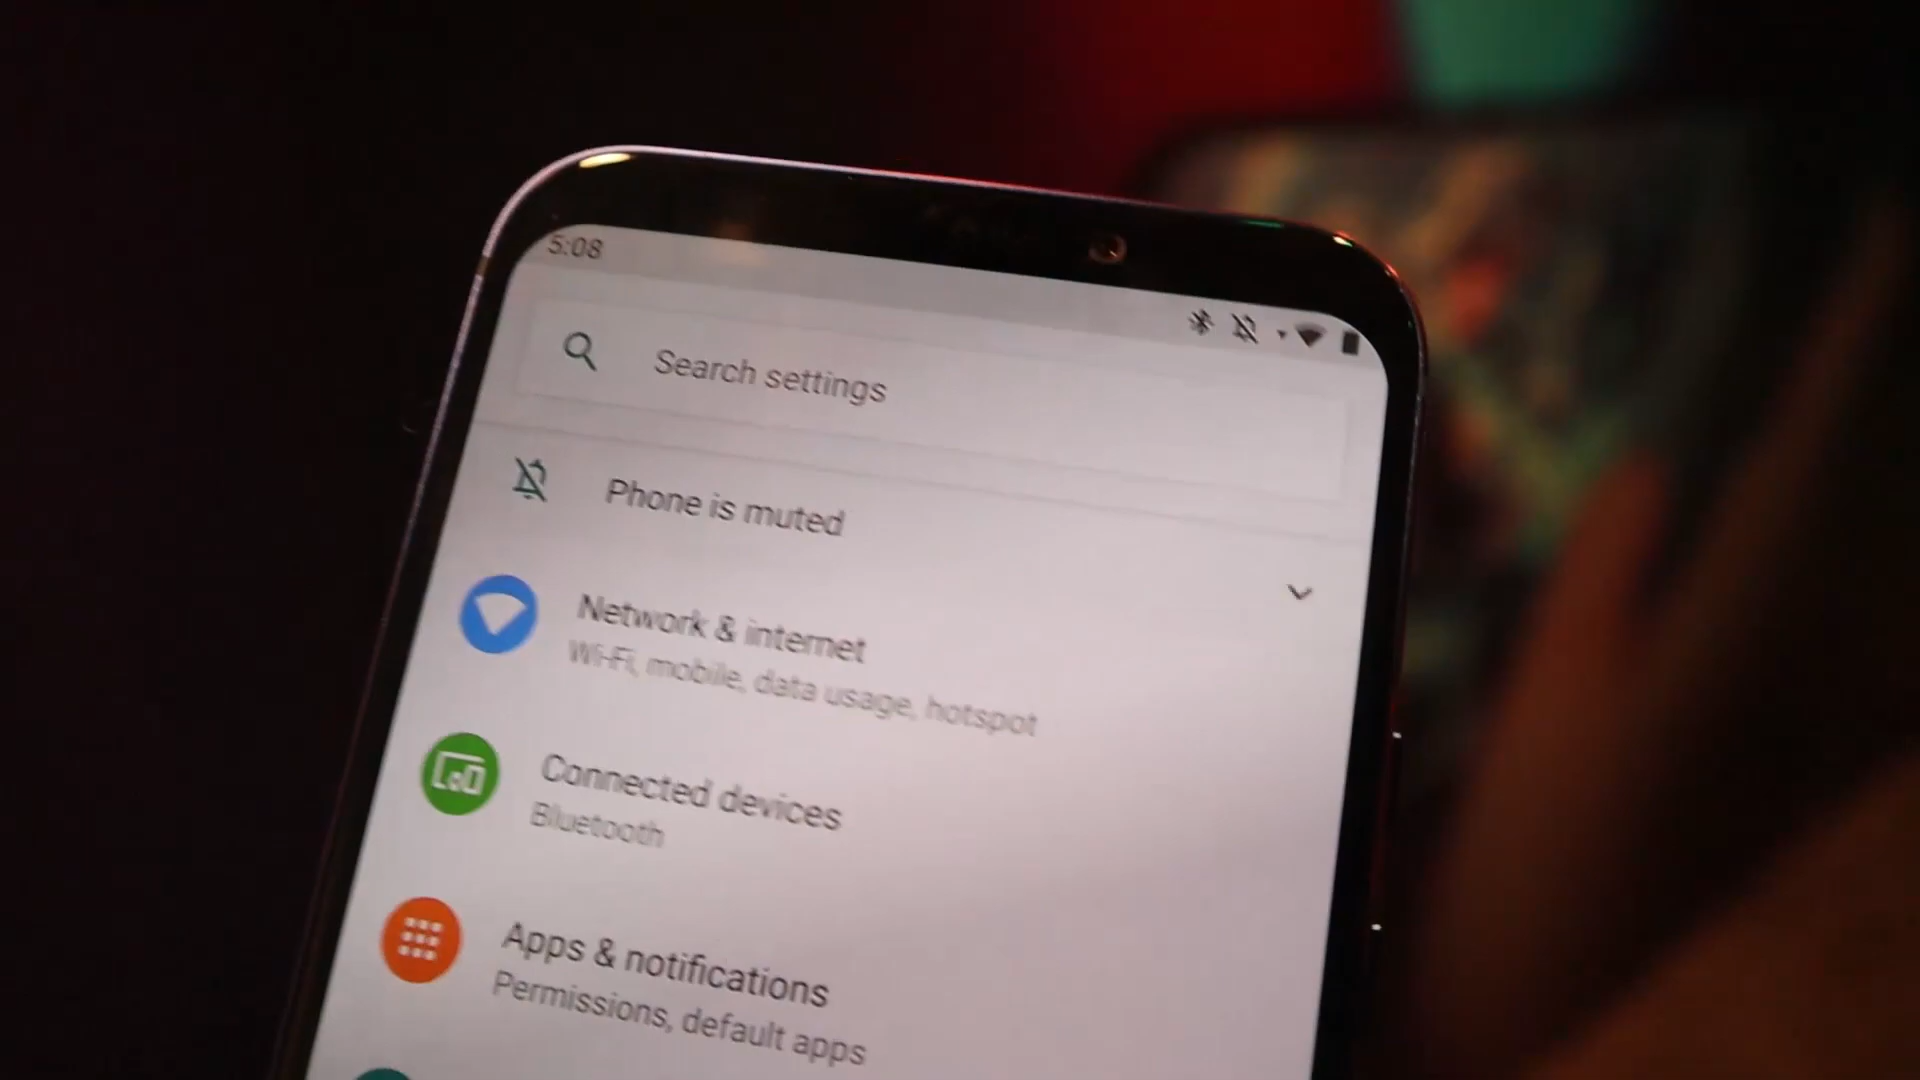 5:08
Search settings
Phone is muted
Network & internet
Wi-Fi, mobile, data usage, hotspot
Connected devices
Bluetooth
Apps & notifications
Permissions, default apps